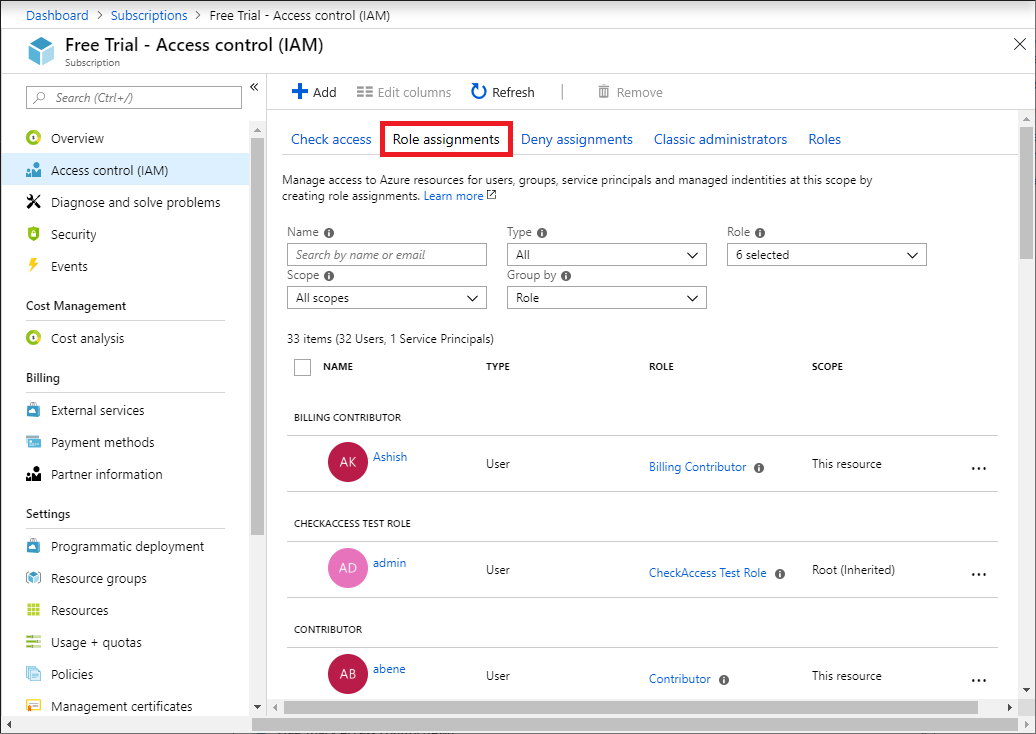 Dashboard > Subscriptions > Free Trial - Access control (IAM)
Free Trial - Access control (IAM)
Subscription
Search (Ctrl+/)
«
Overview
Access control (IAM)
Diagnose and solve problems
Security
Events
Cost Management
Cost analysis
Billing
External services
Payment methods
Partner information
Settings
Programmatic deployment
Resource groups
Resources
Usage + quotas
Policies
Management certificates
Add Edit columns Refresh Remove
Check access Role assignments Deny assignments Classic administrators Roles
Manage access to Azure resources for users, groups, service principals and managed indentities at this scope by
creating role assignments. Learn more
Name Type Role
Search by name or email All 6 selected
Scope Group by
All scopes Role
33 items (32 Users, 1 Service Principals)
NAME TYPE ROLE SCOPE
BILLING CONTRIBUTOR
AK Ashish User Billing Contributor This resource ...
CHECKACCESS TEST ROLE
AD admin User CheckAccess Test Role Root (Inherited) ...
CONTRIBUTOR
AB abene User Contributor This resource ...